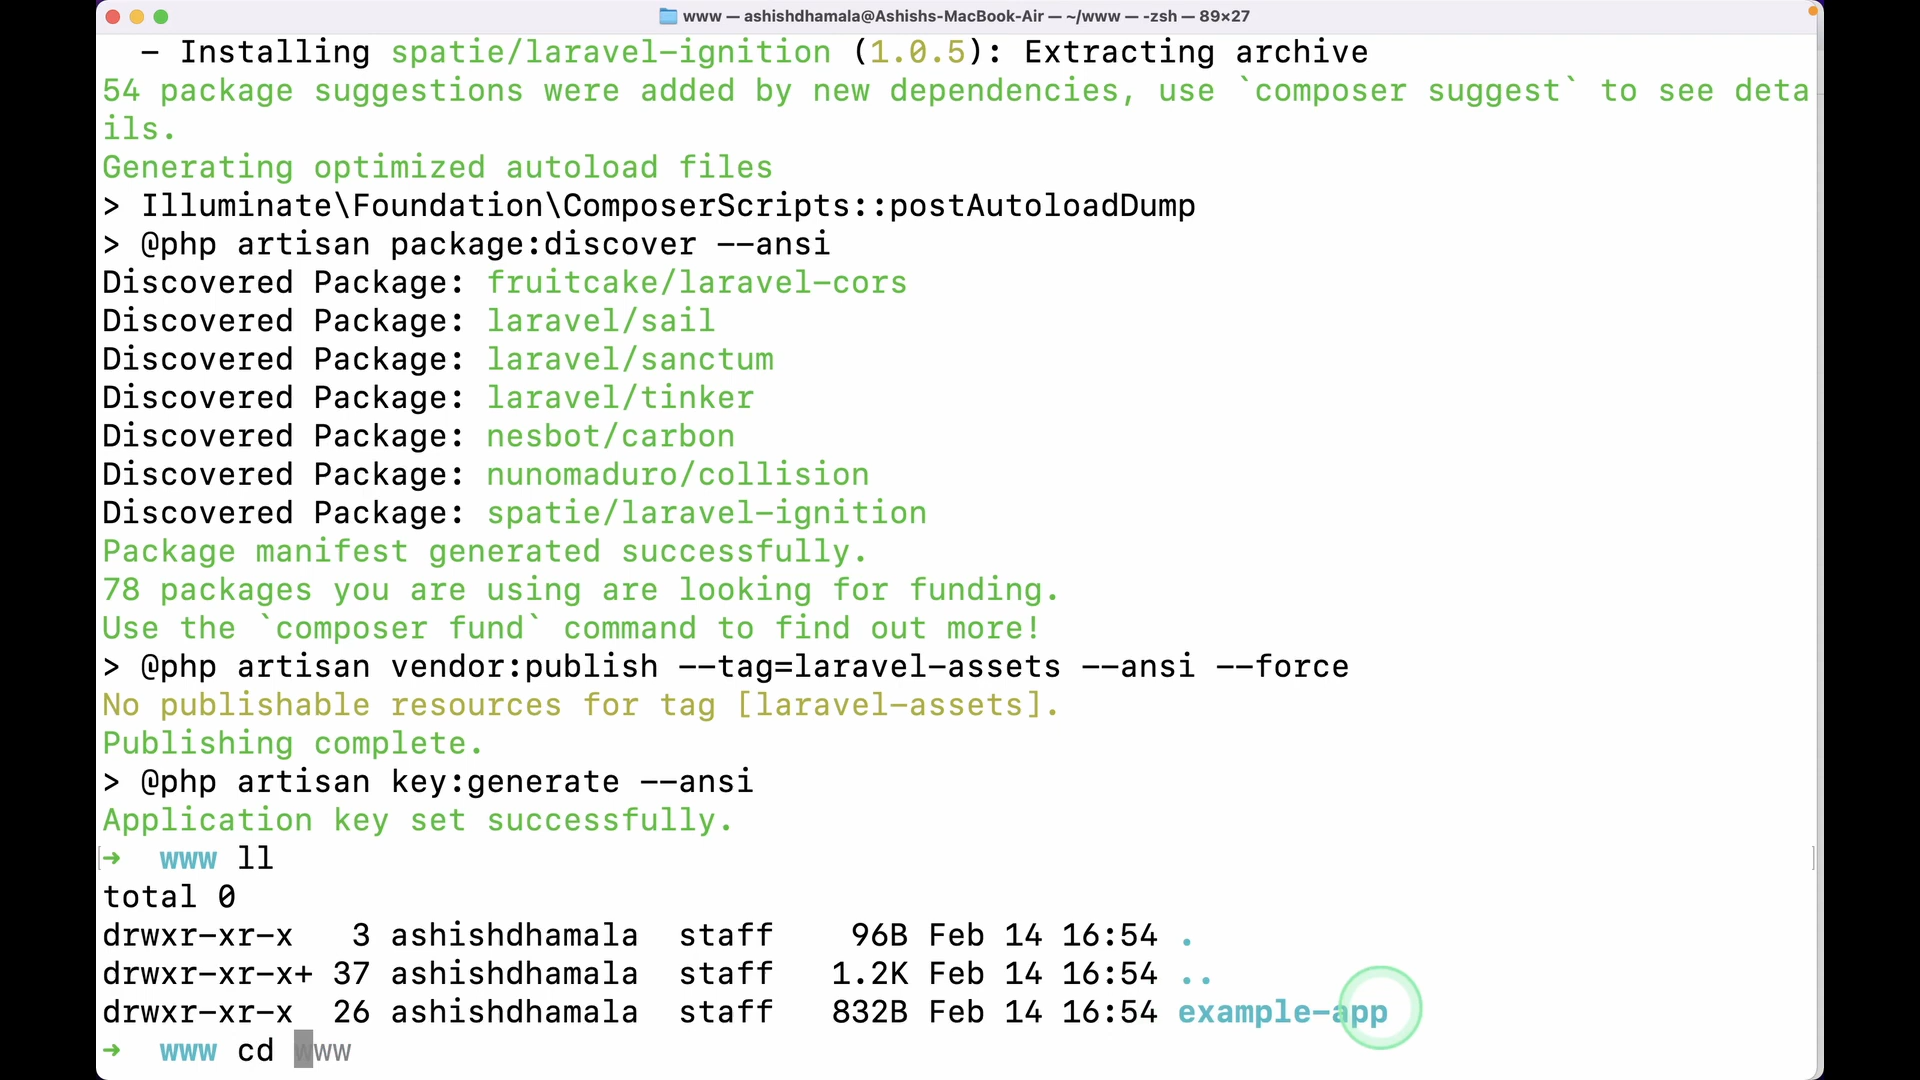 www — ashishdhamala@Ashishs-MacBook-Air — ~/www — -zsh — 89×27
– Installing spatie/laravel-ignition (1.0.5): Extracting archive
54 package suggestions were added by new dependencies, use `composer suggest` to see deta
ils.
Generating optimized autoload files
> Illuminate\Foundation\ComposerScripts::postAutoloadDump
> @php artisan package:discover --ansi
Discovered Package: fruitcake/laravel-cors
Discovered Package: laravel/sail
Discovered Package: laravel/sanctum
Discovered Package: laravel/tinker
Discovered Package: nesbot/carbon
Discovered Package: nunomaduro/collision
Discovered Package: spatie/laravel-ignition
Package manifest generated successfully.
78 packages you are using are looking for funding.
Use the `composer fund` command to find out more!
> @php artisan vendor:publish --tag=laravel-assets --ansi --force
No publishable resources for tag [laravel-assets].
Publishing complete.
> @php artisan key:generate --ansi
Application key set successfully.
[➜  www ll ]
total 0
drwxr-xr-x   3 ashishdhamala  staff    96B Feb 14 16:54 .
drwxr-xr-x+ 37 ashishdhamala  staff   1.2K Feb 14 16:54 ..
drwxr-xr-x  26 ashishdhamala  staff   832B Feb 14 16:54 example-app
➜  www cd www